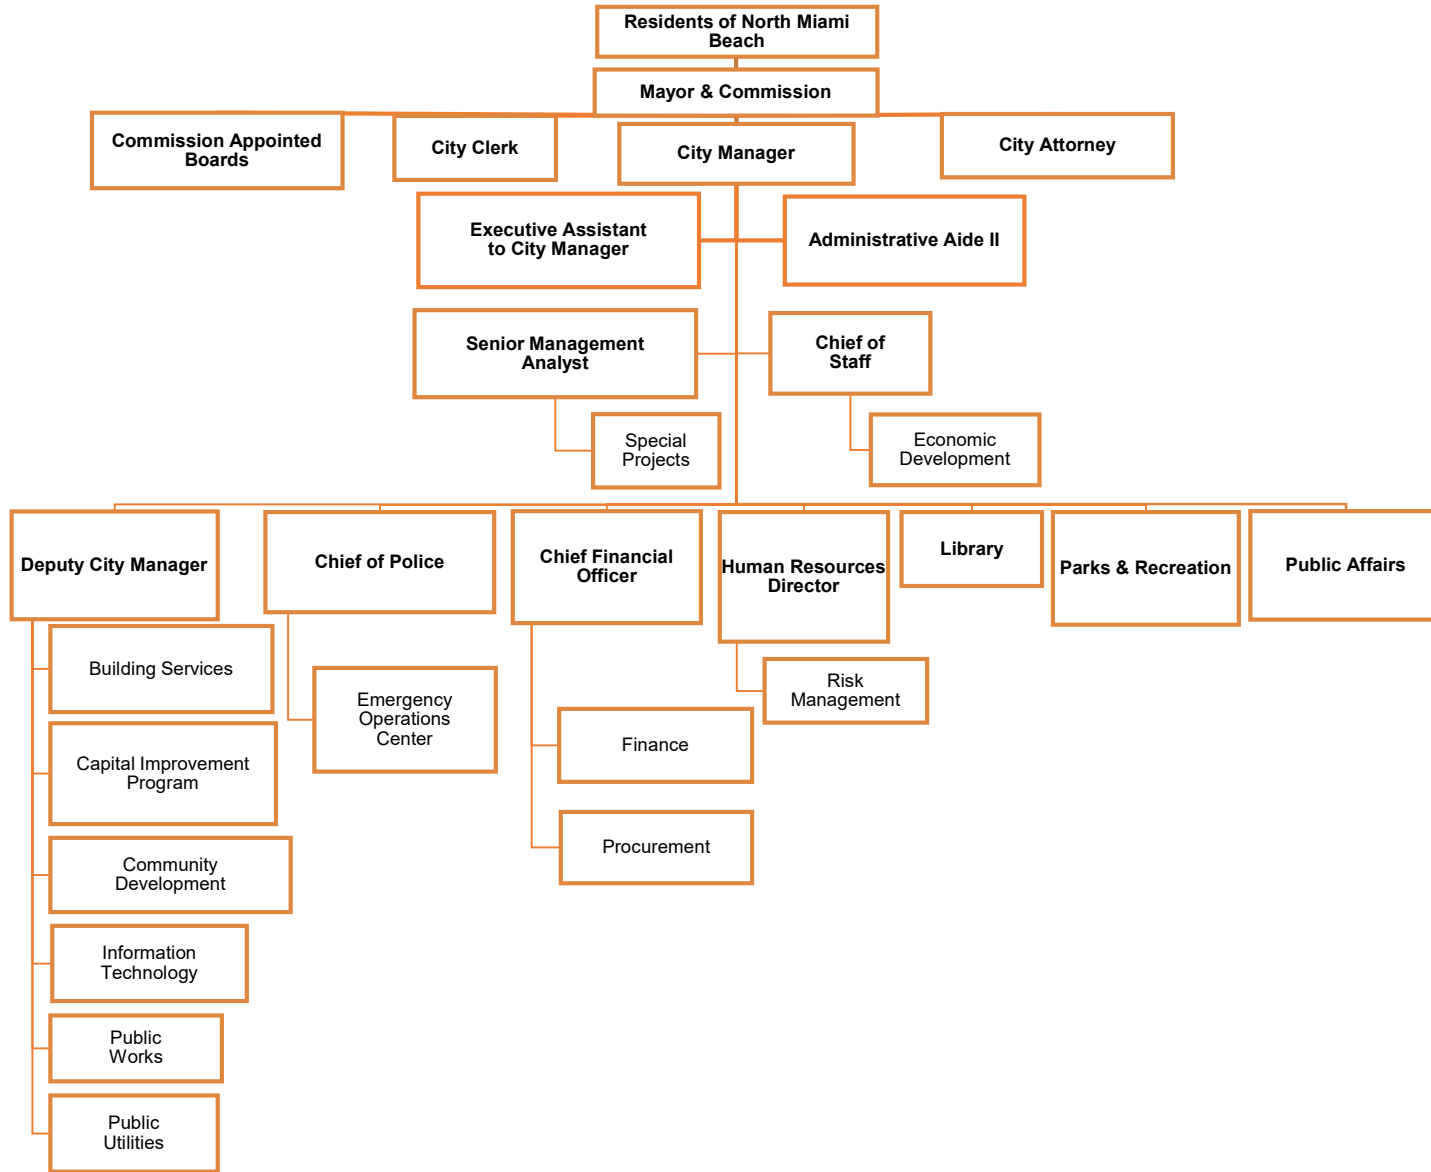 Residents of North Miami
Beach
Mayor & Commission
Commission Appointed
Boards
City Clerk
City Manager
City Attorney
Executive Assistant
to City Manager
Administrative Aide II
Senior Management
Analyst
Chief of
Staff
Special
Projects
Economic
Development
Deputy City Manager
Chief of Police
Chief Financial
Officer
Human Resources
Director
Library
Parks & Recreation
Public Affairs
Building Services
Capital Improvement
Program
Community
Development
Information
Technology
Public
Works
Public
Utilities
Emergency
Operations
Center
Finance
Procurement
Risk
Management